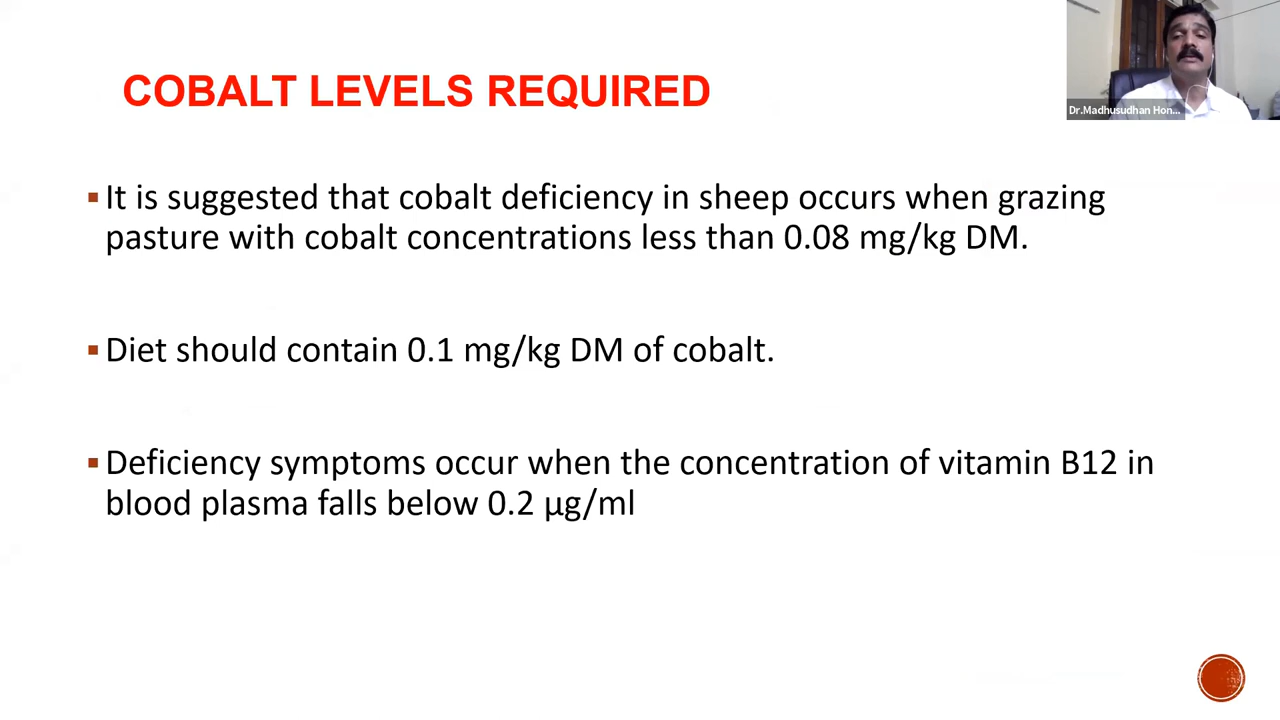 COBALT LEVELS REQUIRED
Dr.Madhusudhan Hon...
▪It is suggested that cobalt deficiency in sheep occurs when grazing
pasture with cobalt concentrations less than 0.08 mg/kg DM.
▪Diet should contain 0.1 mg/kg DM of cobalt.
▪Deficiency symptoms occur when the concentration of vitamin B12 in
blood plasma falls below 0.2 µg/ml